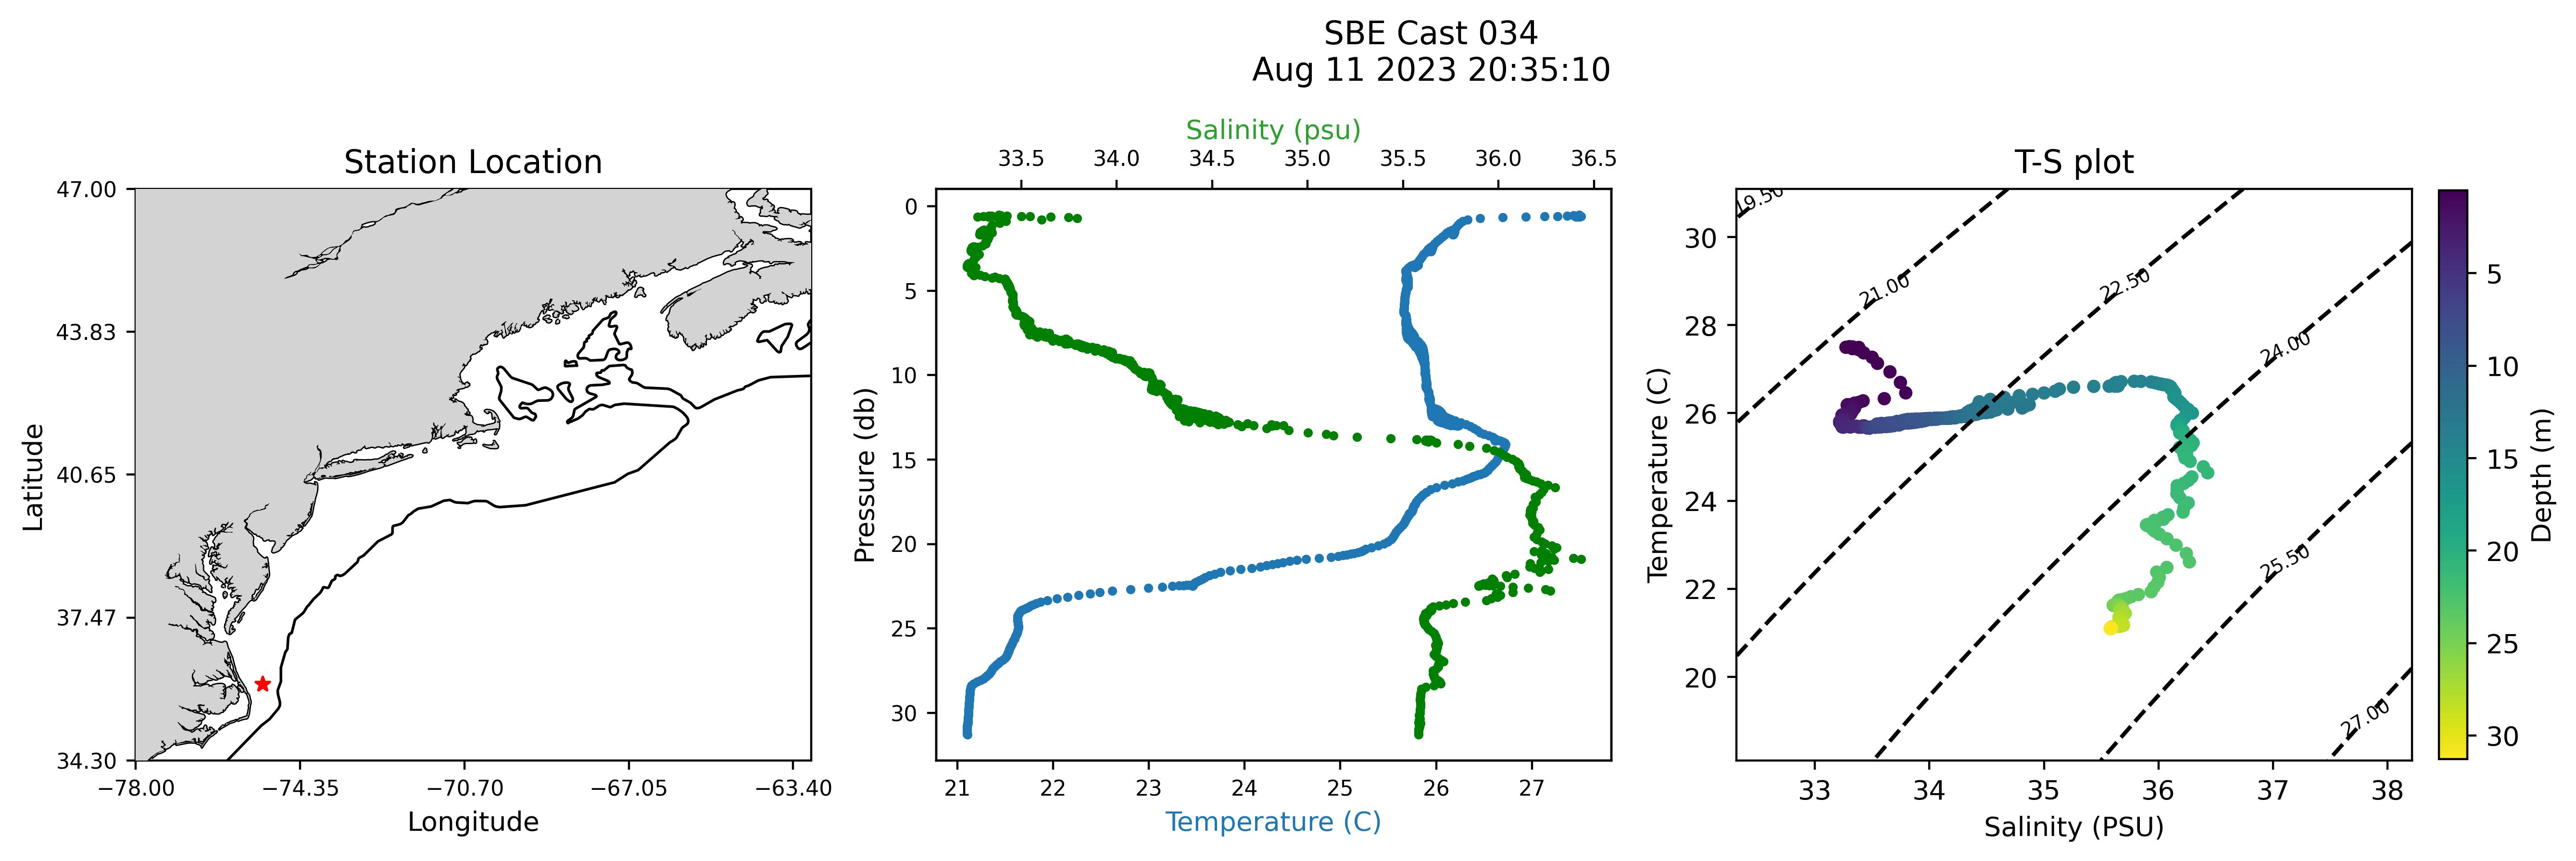 SBE Cast 034
Aug 11 2023 20:35:10
Station Location
47.00
43.83
40.65
37.47
34.30
Latitude
−78.00 −74.35 −70.70 −67.05 −63.40
Longitude
Salinity (psu)
33.5 34.0 34.5 35.0 35.5 36.0 36.5
0
5
10
15
20
25
30
Pressure (db)
21 22 23 24 25 26 27
Temperature (C)
T-S plot
30
28
26
24
22
20
Temperature (C)
19.50
21.00
22.50
24.00
25.50
27.00
33 34 35 36 37 38
Salinity (PSU)
5
10
15
20
25
30
Depth (m)